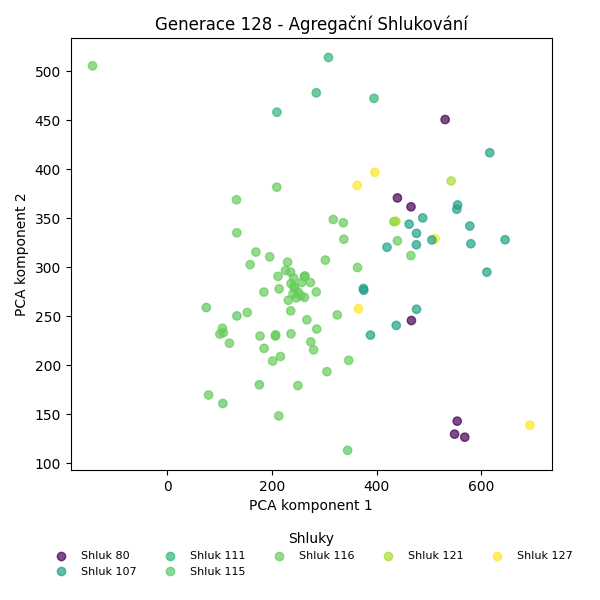 Generace 128 - Agregační Shlukování
500
450
400
350
300
250
200
150
100
PCA komponent 2
0 200 400 600
PCA komponent 1
Shluky
Shluk 80 Shluk 111 Shluk 116 Shluk 121 Shluk 127
Shluk 107 Shluk 115